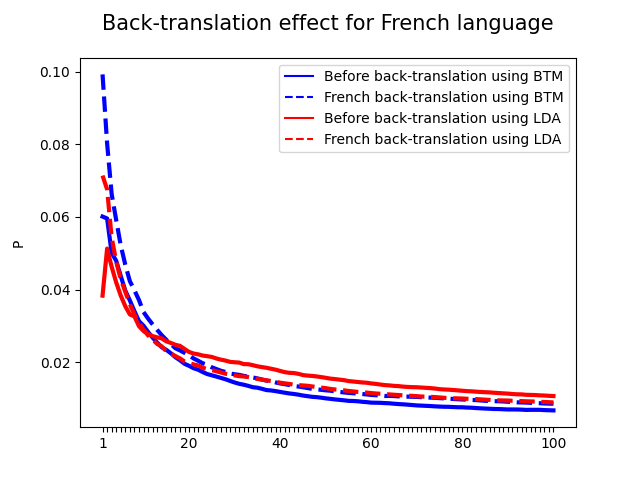 Back-translation effect for French language
Before back-translation using BTM
French back-translation using BTM
Before back-translation using LDA
French back-translation using LDA
P
0.10
0.08
0.06
0.04
0.02
1 20 40 60 80 100